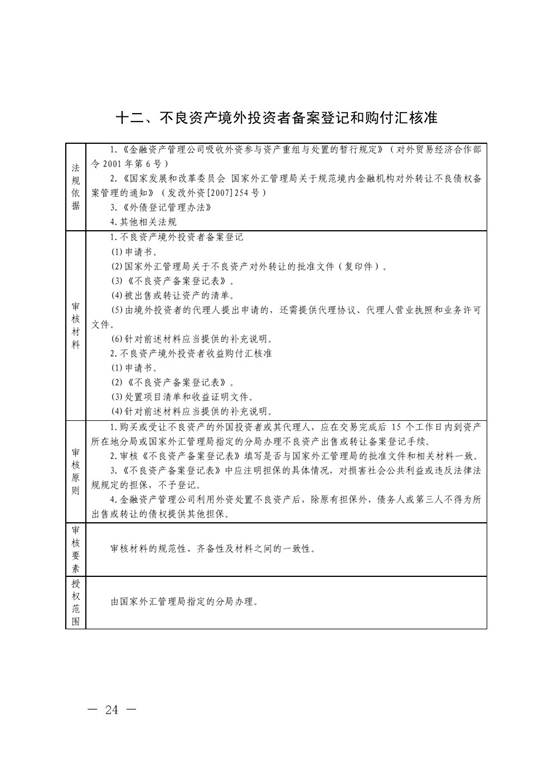 十二、不良资产境外投资者备案登记和购付汇核准
法规依据
1.《金融资产管理公司吸收外资参与资产重组与处置的暂行规定》（对外贸易经济合作部
令2001年第6号）
2.《国家发展和改革委员会 国家外汇管理局关于规范境内金融机构对外转让不良债权备
案管理的通知》（发改外资[2007]254号）
3.《外债登记管理办法》
4.其他相关法规
审核材料
1.不良资产境外投资者备案登记
(1)申请书。
(2)国家外汇管理局关于不良资产对外转让的批准文件（复印件）。
(3)《不良资产备案登记表》。
(4)被出售或转让资产的清单。
(5)由境外投资者的代理人提出申请的，还需提供代理协议、代理人营业执照和业务许可
文件。
(6)针对前述材料应当提供的补充说明。
2.不良资产境外投资者收益购付汇核准
(1)申请书。
(2)《不良资产备案登记表》。
(3)处置项目清单和收益证明文件。
(4)针对前述材料应当提供的补充说明。
审核原则
1.购买或受让不良资产的外国投资者或其代理人，应在交易完成后 15 个工作日内到资产
所在地分局或国家外汇管理局指定的分局办理不良资产出售或转让备案登记手续。
2.审核《不良资产备案登记表》填写是否与国家外汇管理局的批准文件和相关材料一致。
3.《不良资产备案登记表》中应注明担保的具体情况，对损害社会公共利益或违反法律法
规规定的担保，不予登记。
4.金融资产管理公司利用外资处置不良资产后，除原有担保外，债务人或第三人不得为所
出售或转让的债权提供其他担保。
审核要素
审核材料的规范性、齐备性及材料之间的一致性。
授权范围
由国家外汇管理局指定的分局办理。
— 24 —